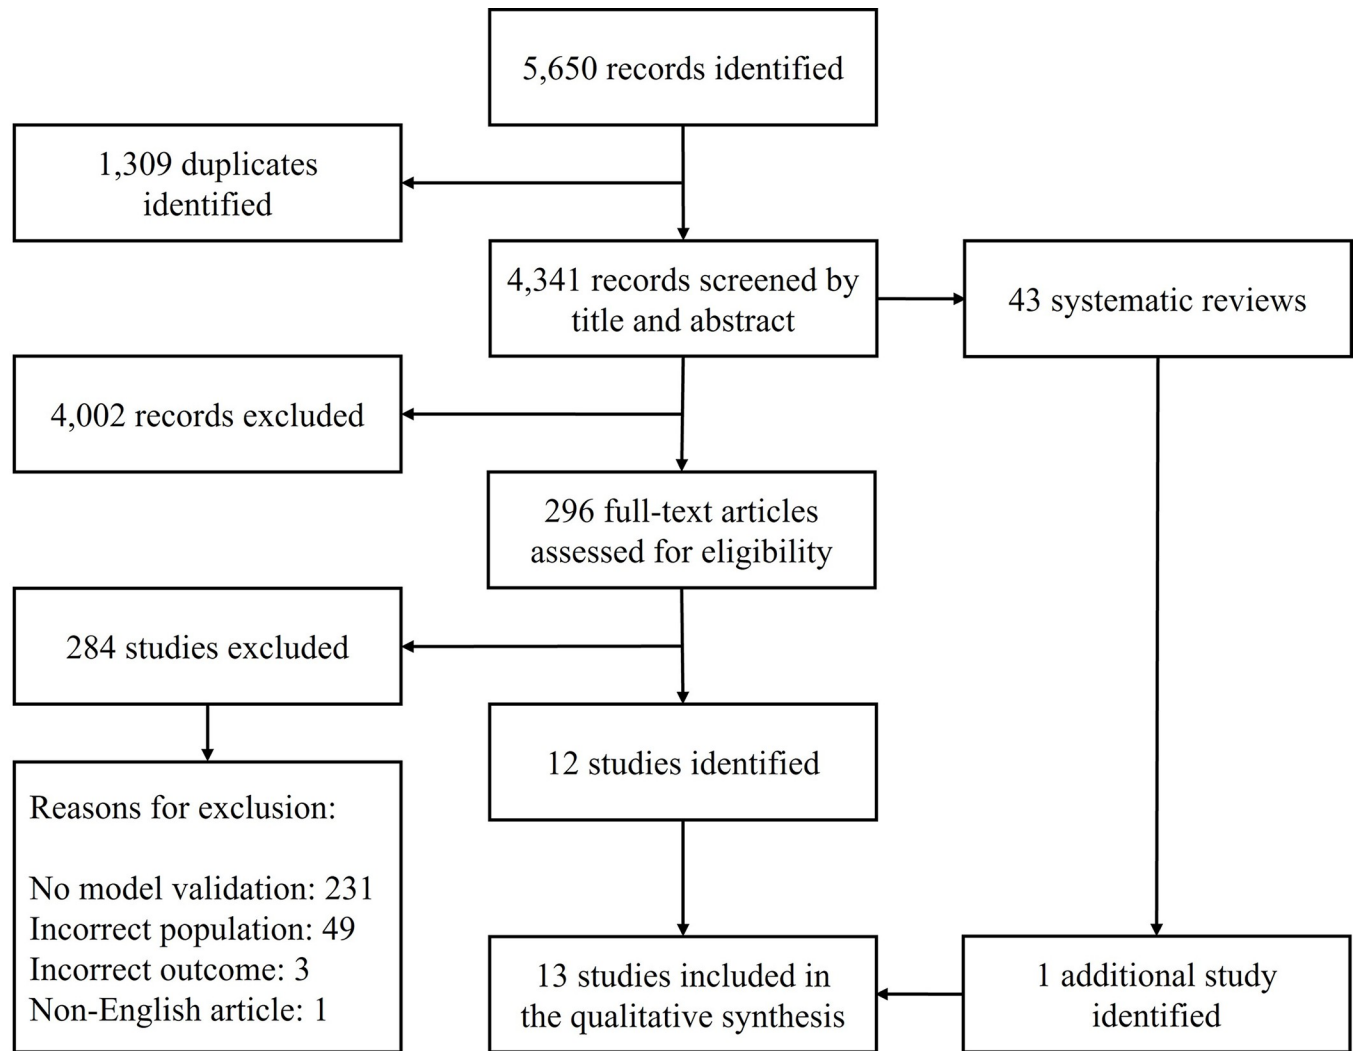 5,650 records identified
1,309 duplicates
identified
4,341 records screened by
title and abstract
43 systematic reviews
4,002 records excluded
296 full-text articles
assessed for eligibility
284 studies excluded
12 studies identified
Reasons for exclusion:
No model validation: 231
Incorrect population: 49
Incorrect outcome: 3
Non-English article: 1
13 studies included in
the qualitative synthesis
1 additional study
identified